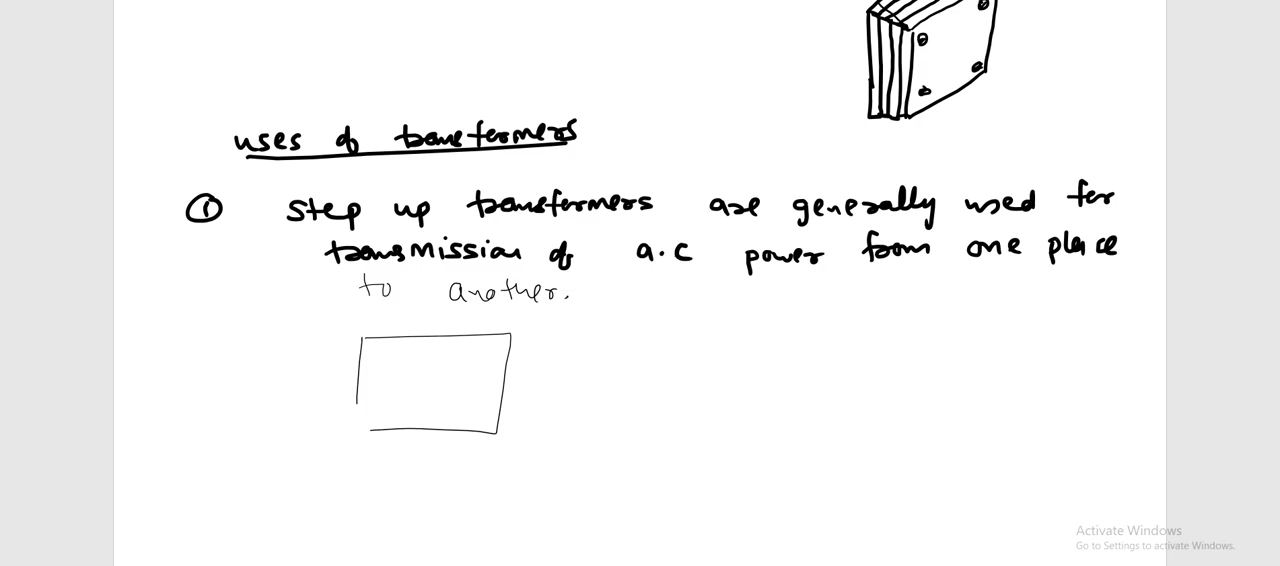 uses of transformers
① step up transformers are generally used for
transmission of a.c power from one place
to another.
Activate Windows
Go to Settings to activate Windows.